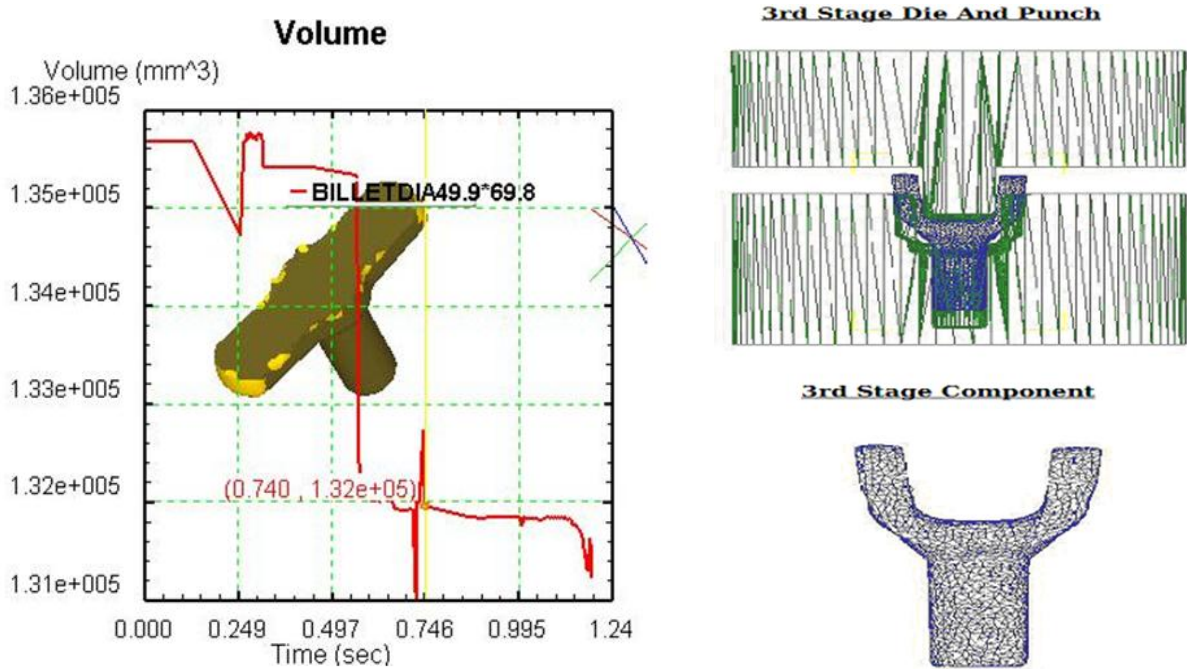 Volume
Volume (mm^3)
1.36e+005
1.35e+005
1.34e+005
1.33e+005
1.32e+005
1.31e+005
BILLETDIA49.9*69.8
(0.740 , 1.32e+05)
0.000 0.249 0.497 0.746 0.995 1.24
Time (sec)
3rd Stage Die And Punch
3rd Stage Component